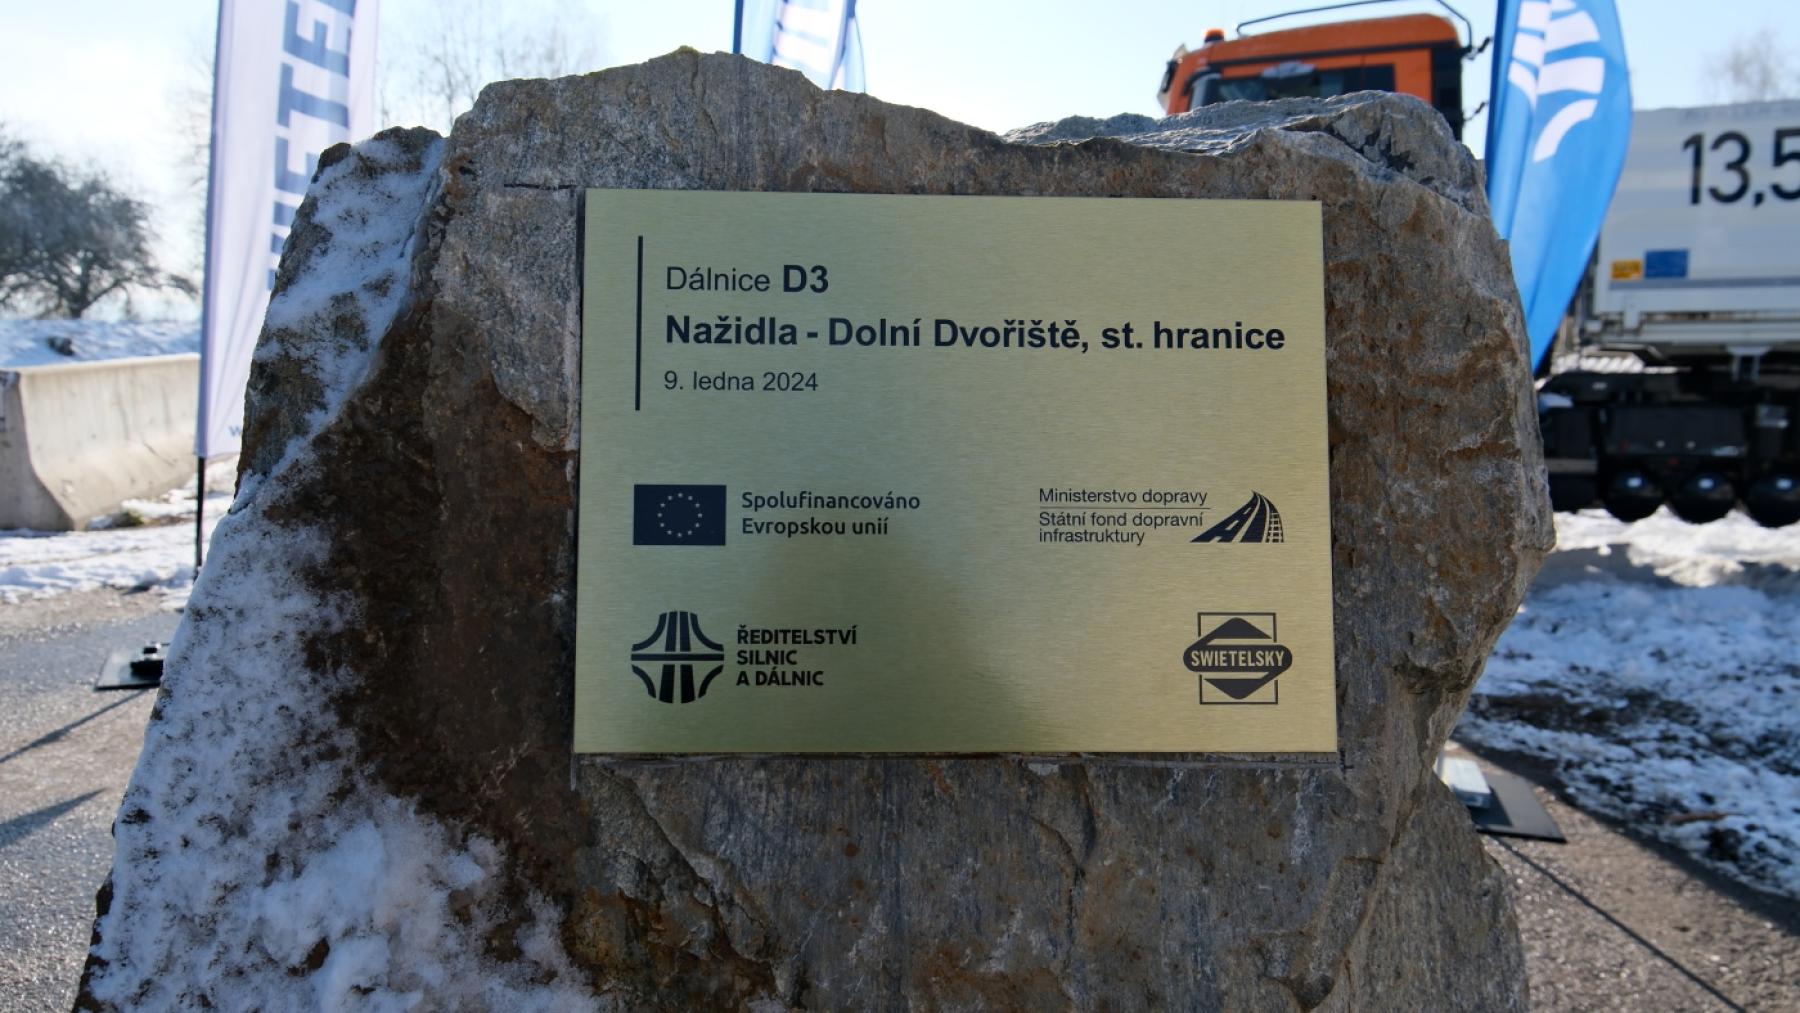 Dálnice D3
Nažidla - Dolní Dvořiště, st. hranice
9. ledna 2024
Spolufinancováno
Evropskou unií
Ministerstvo dopravy
Státní fond dopravní
infrastruktury
ŘEDITELSTVÍ
SILNIC
A DÁLNIC
SWIETELSKY
13,5